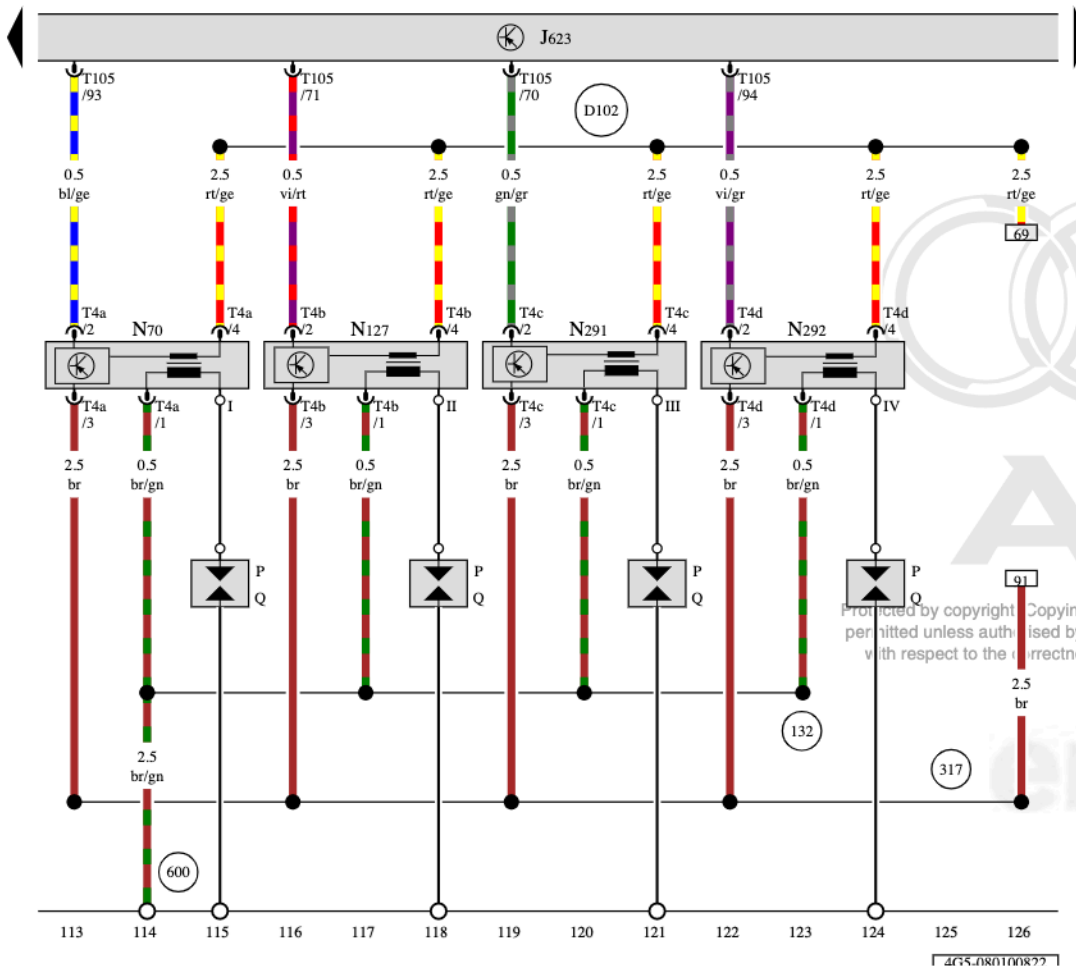 J623
T105 T105 T105 T105
/93 /71 /70 /94
D102
0.5 2.5 0.5 2.5 0.5 2.5 0.5 2.5 2.5
bl/ge rt/ge vi/rt rt/ge gn/gr rt/ge vi/gr rt/ge rt/ge
69
T4a N70 T4a T4b N127 T4b T4c N291 T4c T4d N292 T4d
/2 /4 /2 /4 /2 /4 /2 /4
T4a T4a I T4b T4b II T4c T4c III T4d T4d IV
/3 /1 /3 /1 /3 /1 /3 /1
2.5 0.5 2.5 0.5 2.5 0.5 2.5 0.5
br br/gn br br/gn br br/gn br br/gn
P P P P
91
Q Q Q Q
Protected by copyright. Copyin
permitted unless authorised by
with respect to the correctn
2.5
br
132
2.5
br/gn
317
600
113 114 115 116 117 118 119 120 121 122 123 124 125 126
4G5-080100822